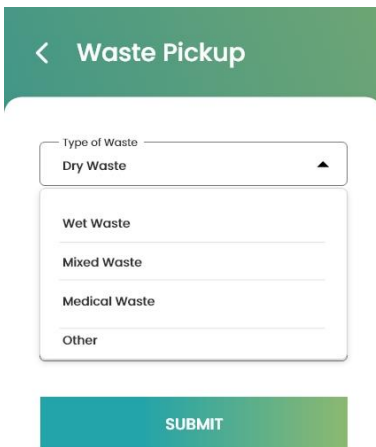 Waste Pickup
Type of Waste
Dry Waste
Wet Waste
Mixed Waste
Medical Waste
Other
SUBMIT